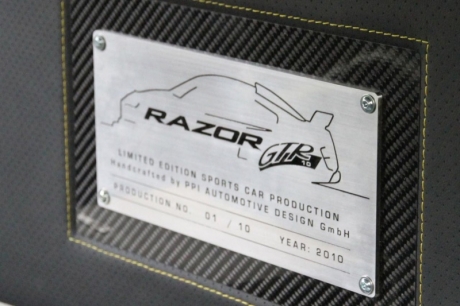 RAZOR
GTR 10
LIMITED EDITION SPORTS CAR PRODUCTION
Handcrafted by PPI AUTOMOTIVE DESIGN GmbH
PRODUCTION NO. 01 / 10 YEAR: 2010